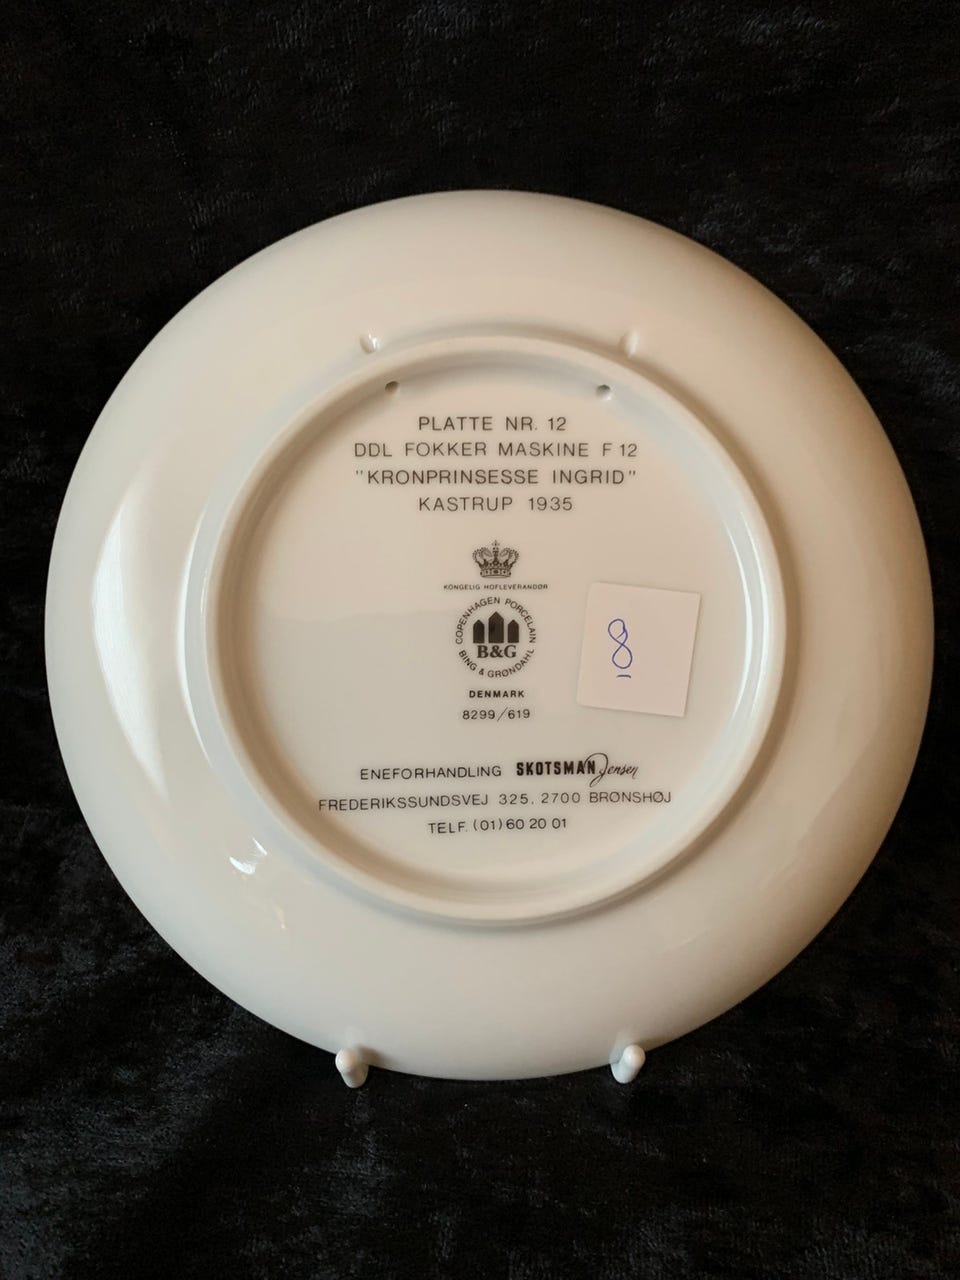 PLATTE NR. 12
DDL FOKKER MASKINE F 12
"KRONPRINSESSE INGRID"
KASTRUP 1935
KONGELIG HOFLEVERANDØR
COPENHAGEN PORCELAIN
B&G
BING & GRØNDAHL
DENMARK
8299/619
8
ENEFORHANDLING SKOTSMAN Jensen
FREDERIKSSUNDSVEJ 325, 2700 BRØNSHØJ
TELF. (01) 60 20 01